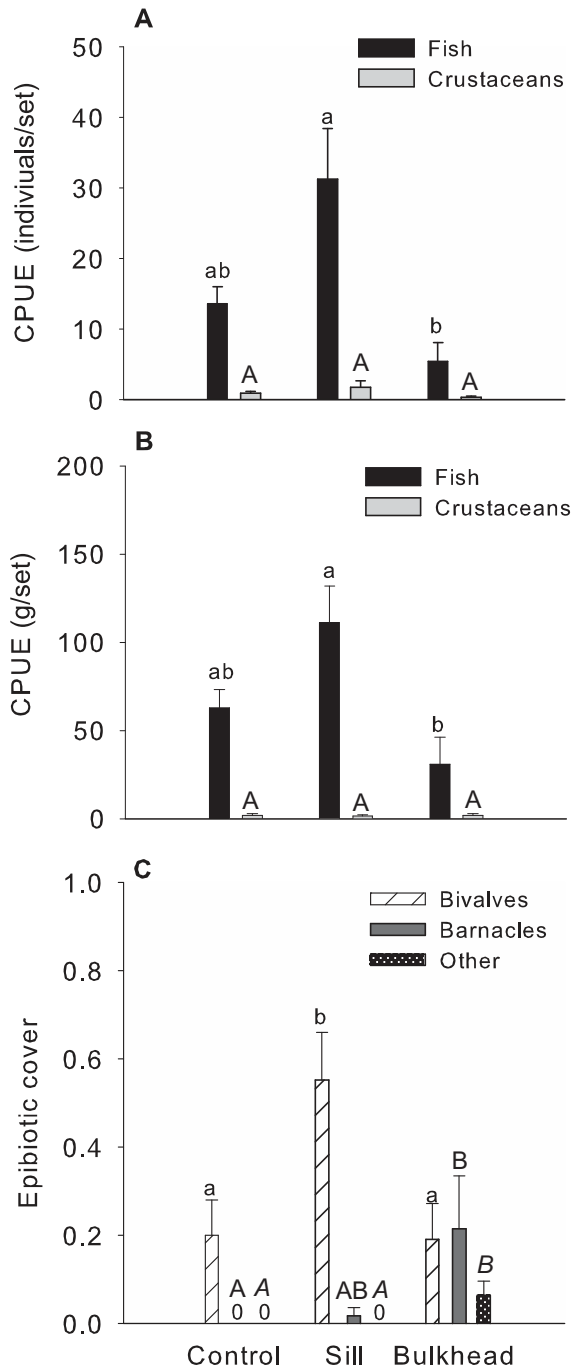 A
50
Fish
Crustaceans
40
a
30
CPUE (indiviuals/set)
20
ab
10
b
A
A
A
0
B
200
Fish
Crustaceans
150
a
CPUE (g/set)
100
ab
b
50
A
A
A
0
C
1.0
Bivalves
Barnacles
Other
0.8
b
0.6
Epibiotic cover
0.4
a
a
B
0.2
B
A A
AB A
0 0
0
0.0
Control Sill Bulkhead